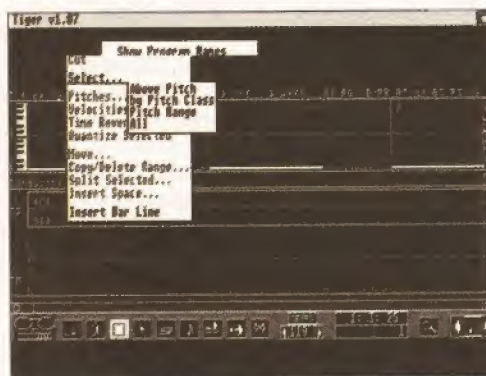 Tiger v1.07
Show Program Names
Cut
Select...
Above Pitch
by Pitch Class
Pitches...
Pitch Range
Velocities
All
Time Reve
Quantize Selected
Move...
Copy/Delete Range...
Split Selected...
Insert Space...
Insert Bar Line